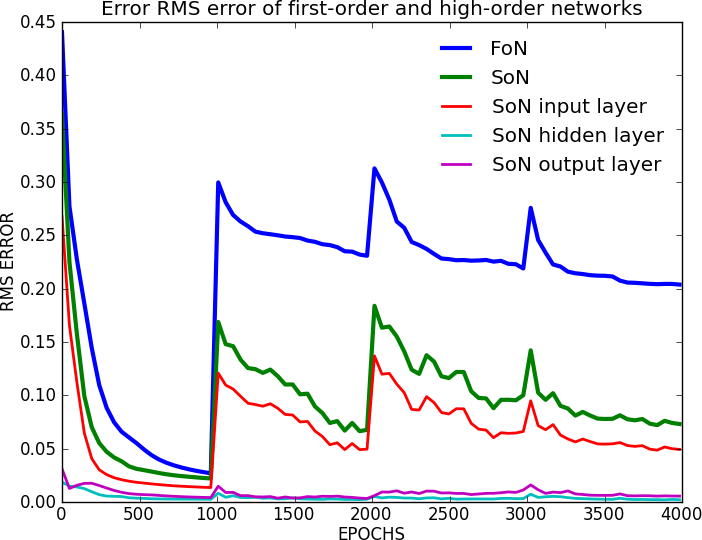 Error RMS error of first-order and high-order networks
0.45
0.40
0.35
0.30
0.25
0.20
0.15
0.10
0.05
0.00
RMS ERROR
FoN
SoN
SoN input layer
SoN hidden layer
SoN output layer
0 500 1000 1500 2000 2500 3000 3500 4000
EPOCHS